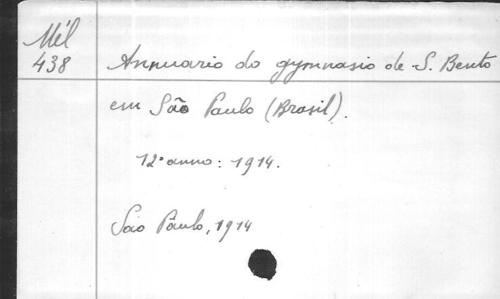 Mél
438
Annuario do gymnasio de S. Bento
em São Paulo (Brasil).
12º anno: 1914.
São Paulo, 1914